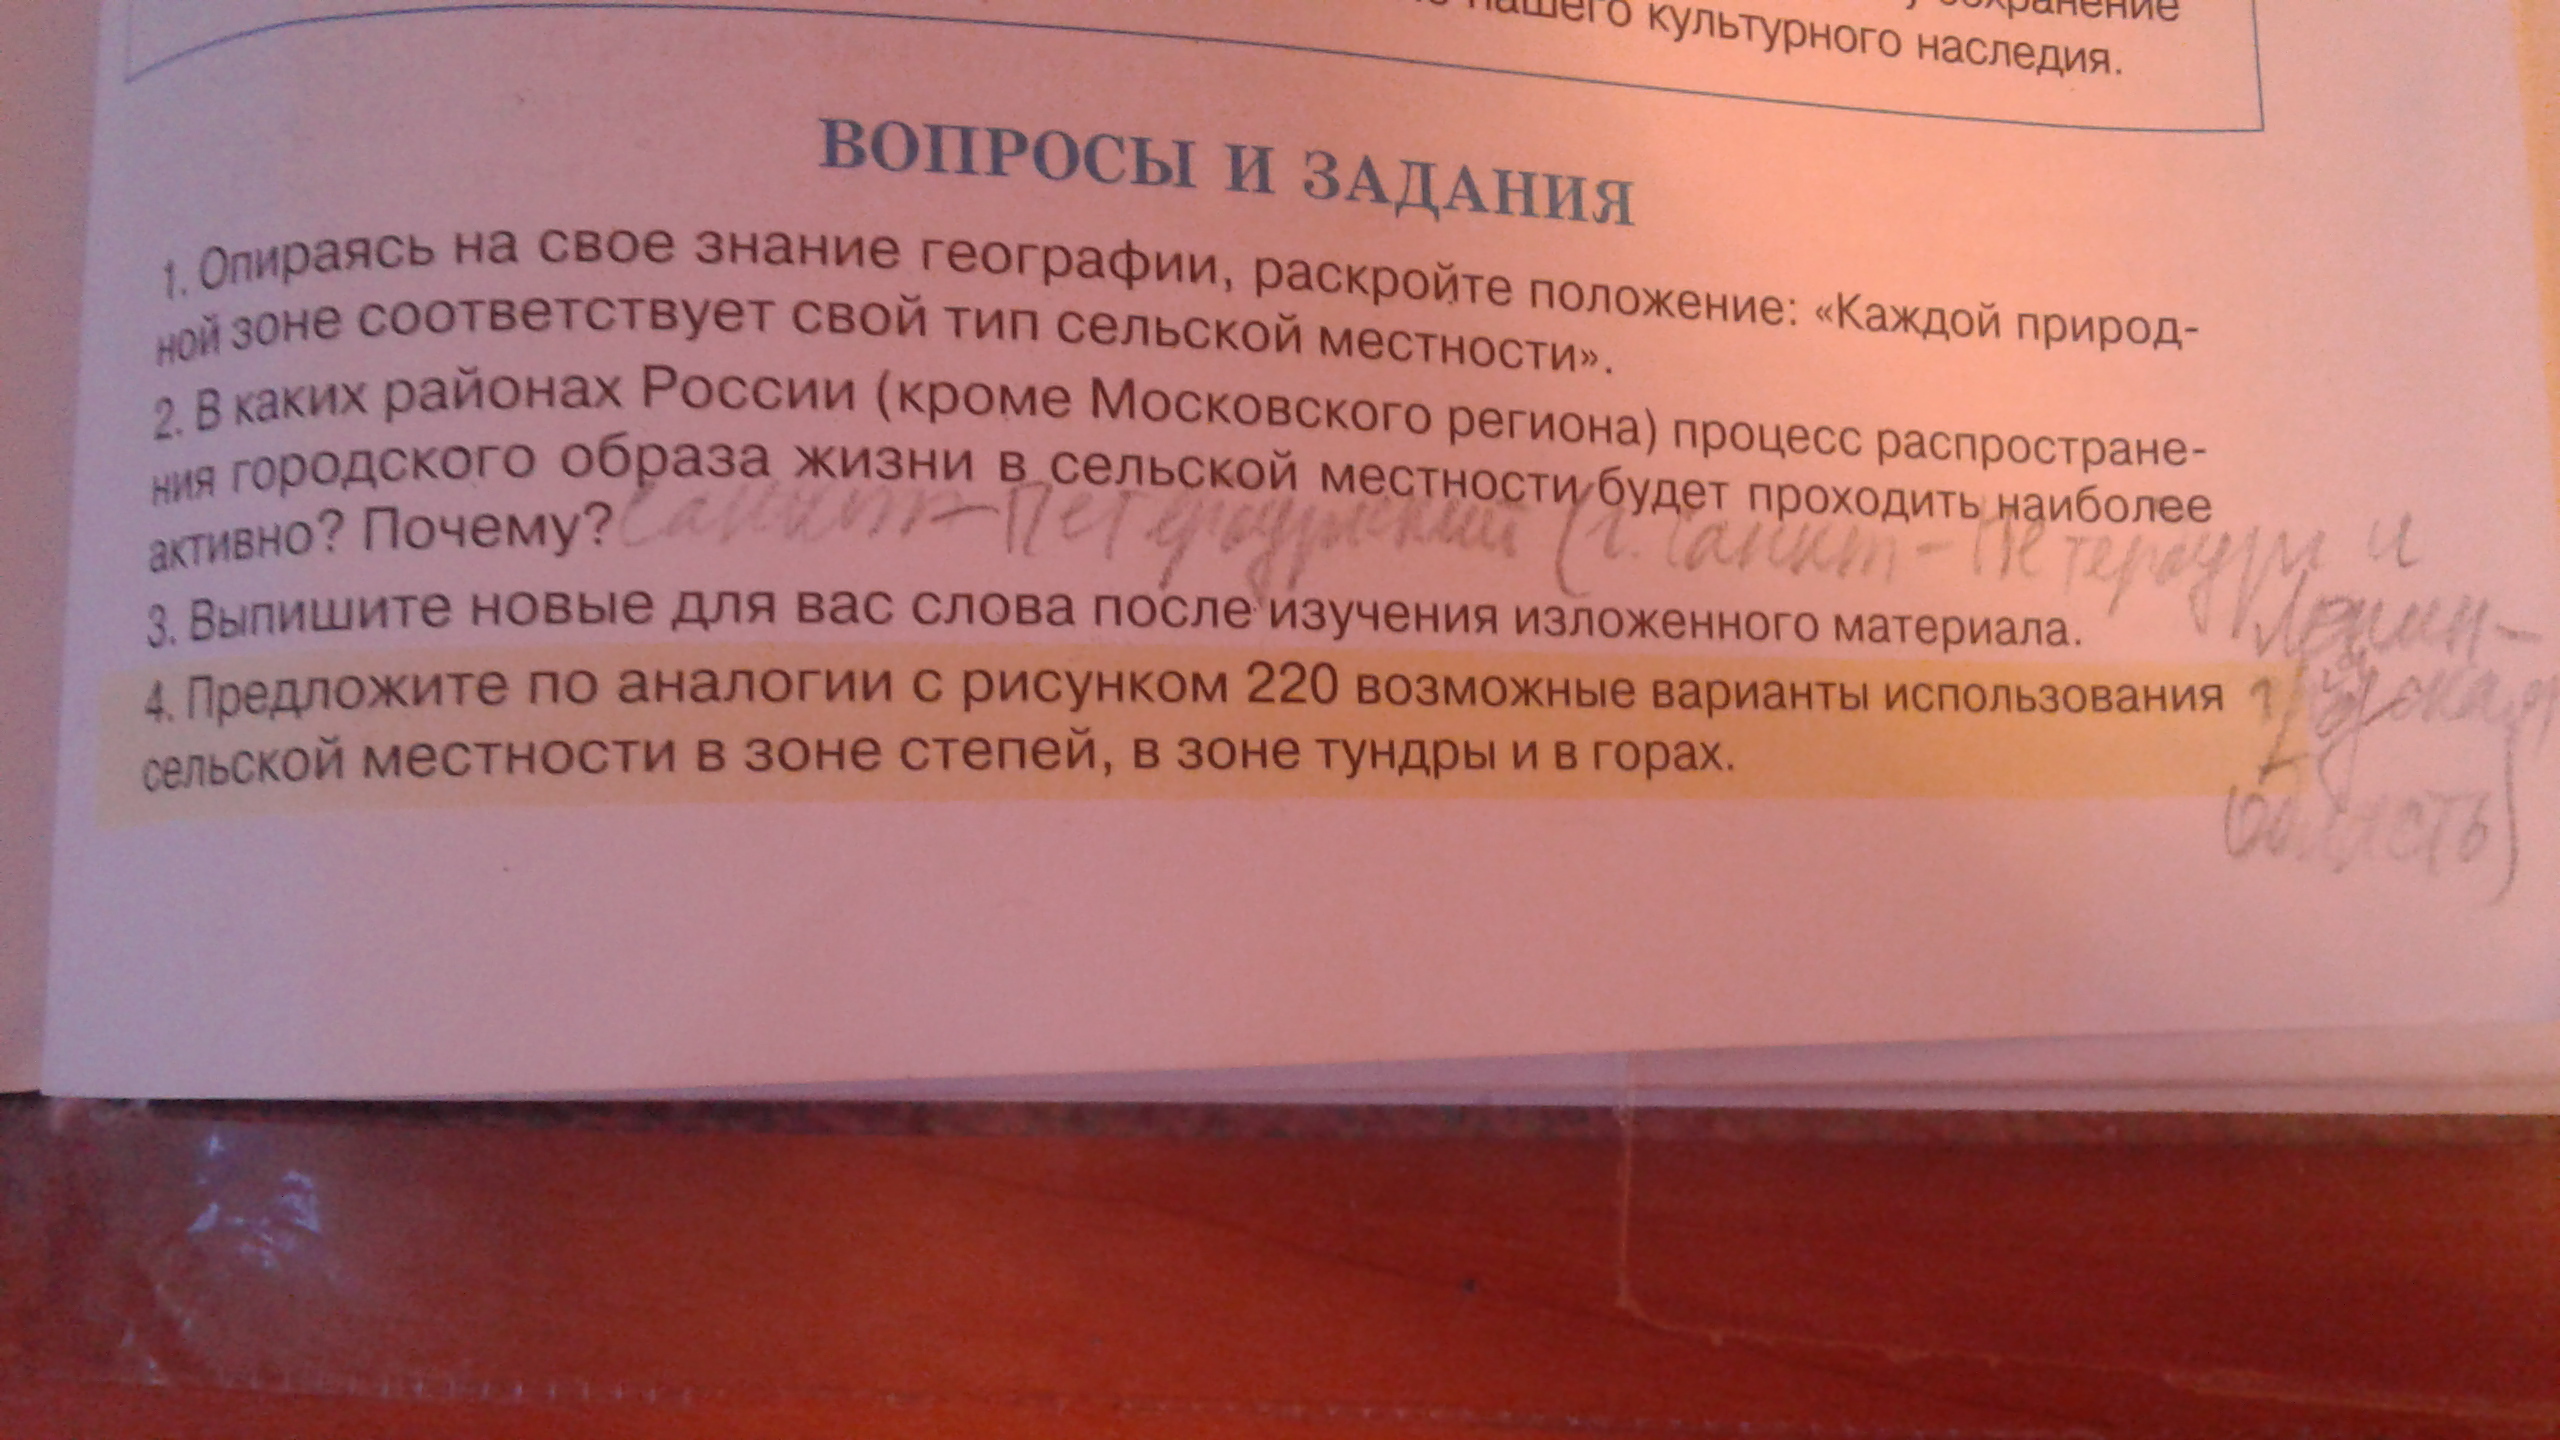 сохранение
нашего культурного наследия.
ВОПРОСЫ И ЗАДАНИЯ
1. Опираясь на свое знание географии, раскройте положение: «Каждой природ-
ной зоне соответствует свой тип сельской местности».
2. В каких районах России (кроме Московского региона) процесс распростране-
ния городского образа жизни в сельской местности будет проходить наиболее
активно? Почему? Санкт-Петербургский (г. Санкт-Петербург и
Ленин-
3. Выпишите новые для вас слова после изучения изложенного материала.
4. Предложите по аналогии с рисунком 220 возможные варианты использования
сельской местности в зоне степей, в зоне тундры и в горах.
область)